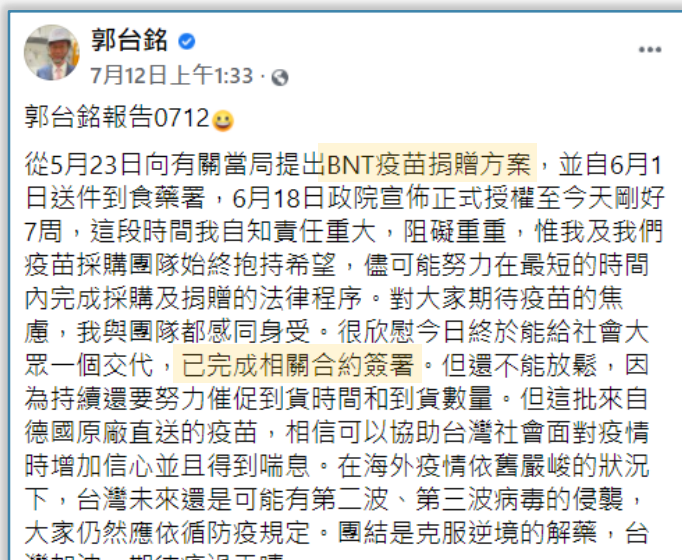 郭台銘
7月12日上午1:33 ·
郭台銘報告0712😀
從5月23日向有關當局提出BNT疫苗捐贈方案，並自6月1
日送件到食藥署，6月18日政院宣佈正式授權至今天剛好
7周，這段時間我自知責任重大，阻礙重重，惟我及我們
疫苗採購團隊始終抱持希望，儘可能努力在最短的時間
內完成採購及捐贈的法律程序。對大家期待疫苗的焦
慮，我與團隊都感同身受。很欣慰今日終於能給社會大
眾一個交代，已完成相關合約簽署。但還不能放鬆，因
為持續還要努力催促到貨時間和到貨數量。但這批來自
德國原廠直送的疫苗，相信可以協助台灣社會面對疫情
時增加信心並且得到喘息。在海外疫情依舊嚴峻的狀況
下，台灣未來還是可能有第二波、第三波病毒的侵襲，
大家仍然應依循防疫規定。團結是克服逆境的解藥，台